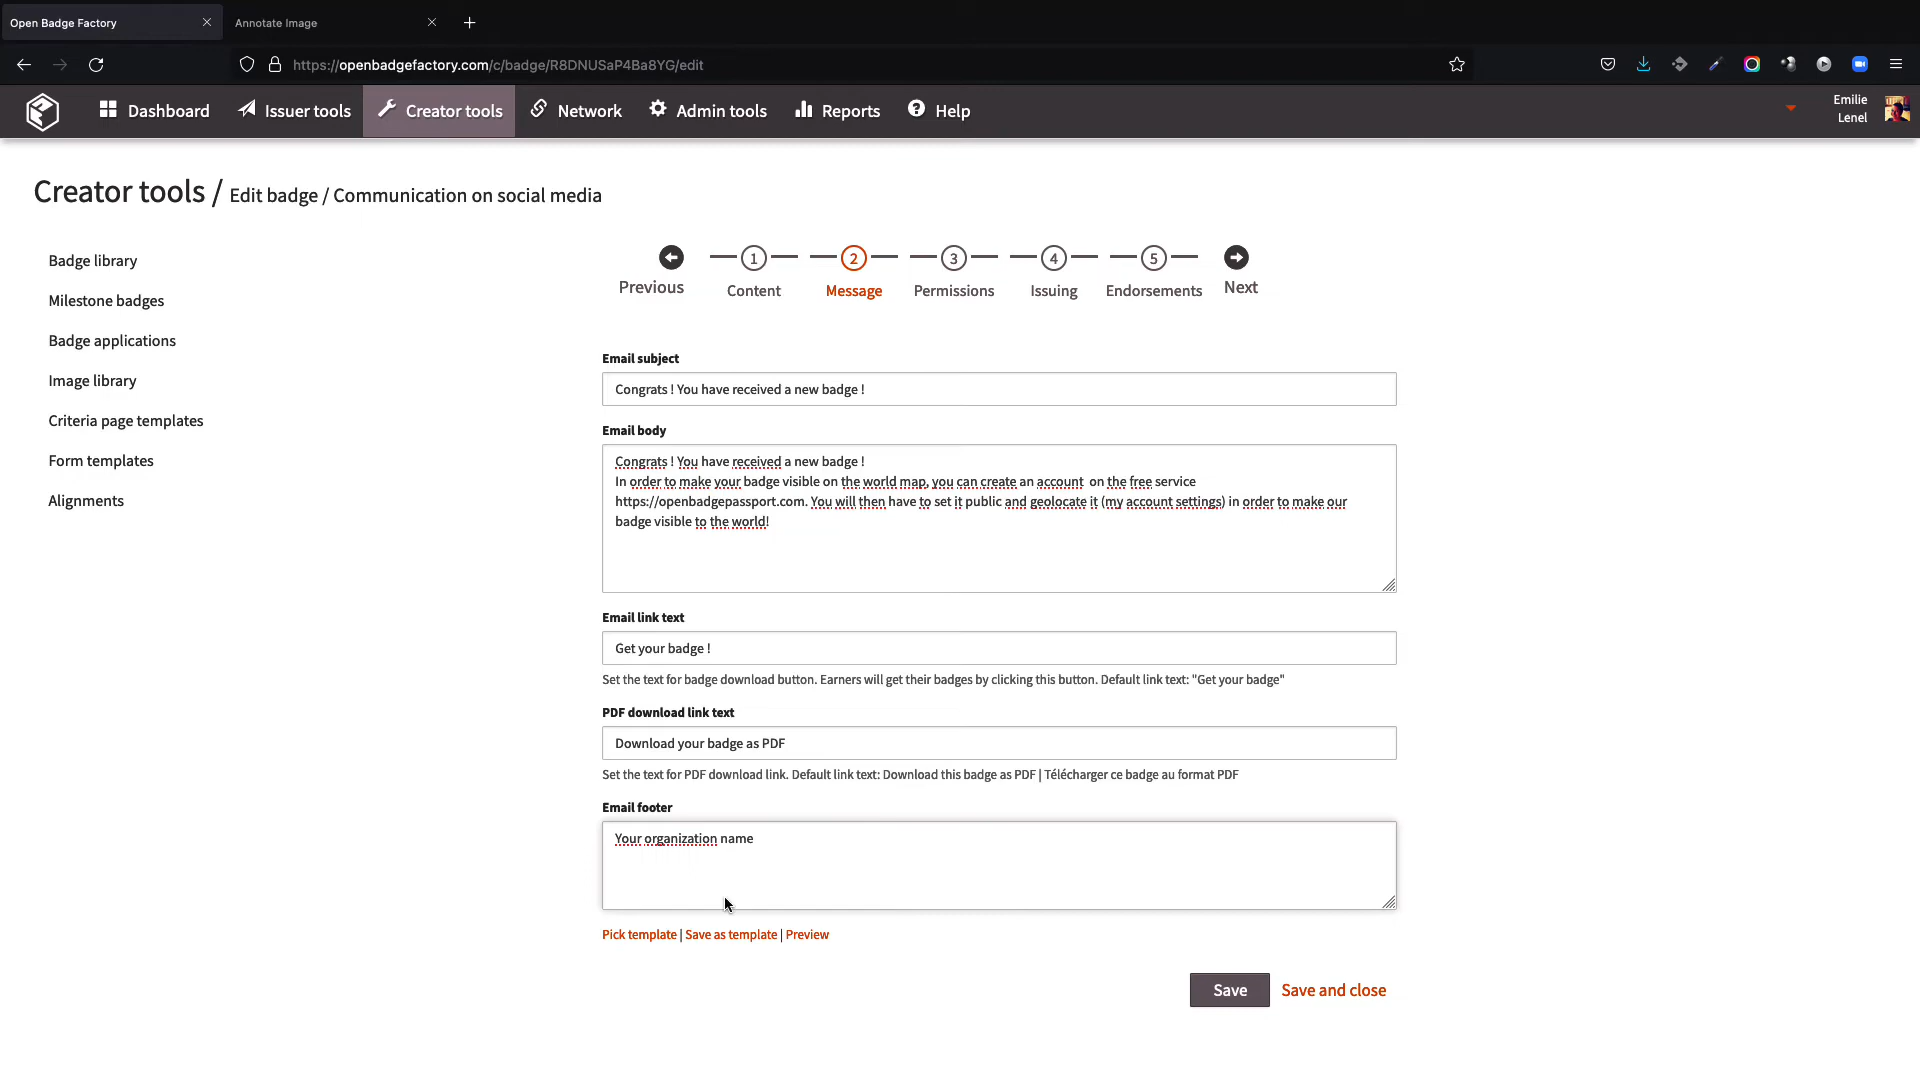 Open Badge Factory
Annotate Image
https://openbadgefactory.com/c/badge/R8DNUSaP4Ba8YG/edit
Dashboard
Issuer tools
Creator tools
Network
Admin tools
Reports
Help
Emilie
Lenel
Creator tools / Edit badge / Communication on social media
Badge library
Milestone badges
Badge applications
Image library
Criteria page templates
Form templates
Alignments
Previous
1
Content
2
Message
3
Permissions
4
Issuing
5
Endorsements
Next
Email subject
Congrats ! You have received a new badge !
Email body
Congrats ! You have received a new badge !
In order to make your badge visible on the world map, you can create an account  on the free service
https://openbadgepassport.com. You will then have to set it public and geolocate it (my account settings) in order to make our
badge visible to the world!
Email link text
Get your badge !
Set the text for badge download button. Earners will get their badges by clicking this button. Default link text: "Get your badge"
PDF download link text
Download your badge as PDF
Set the text for PDF download link. Default link text: Download this badge as PDF | Télécharger ce badge au format PDF
Email footer
Your organization name
Pick template | Save as template | Preview
Save
Save and close